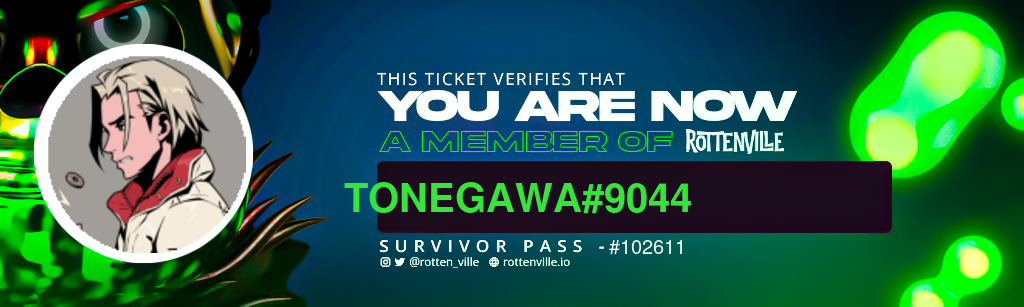 THIS TICKET VERIFIES THAT
YOU ARE NOW
A MEMBER OF ROTTENVILLE
TONEGAWA#9044
SURVIVOR PASS - #102611
@rotten_ville rottenville.io